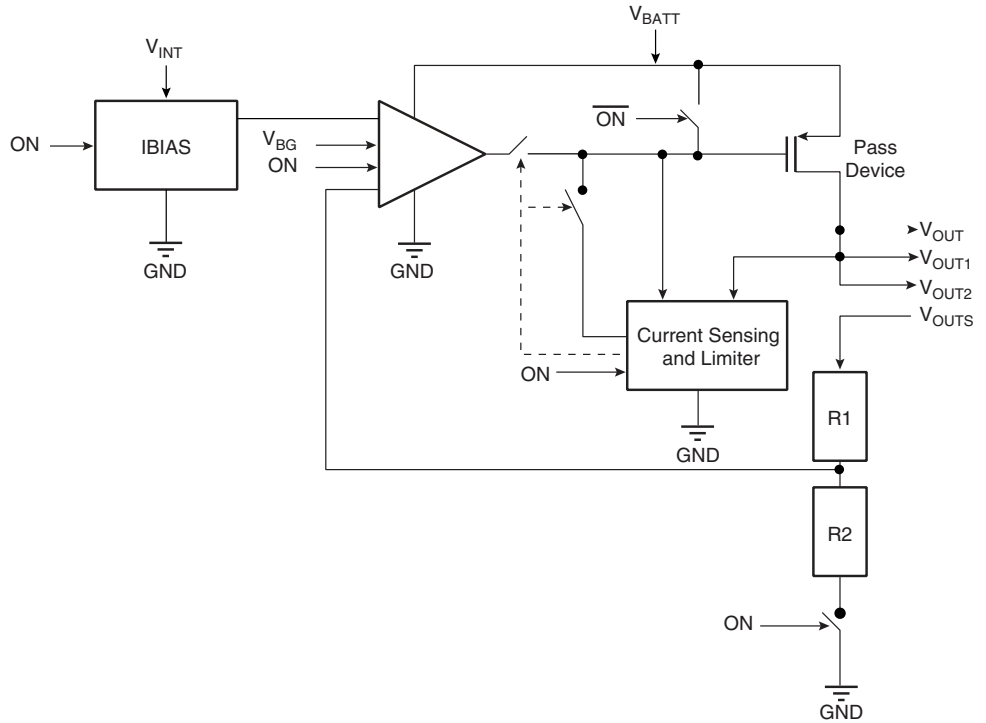 V_BATT
V_INT
ON
IBIAS
GND
V_BG
ON
GND
ON
Pass
Device
V_OUT
V_OUT1
V_OUT2
V_OUTS
Current Sensing
and Limiter
ON
GND
R1
R2
ON
GND